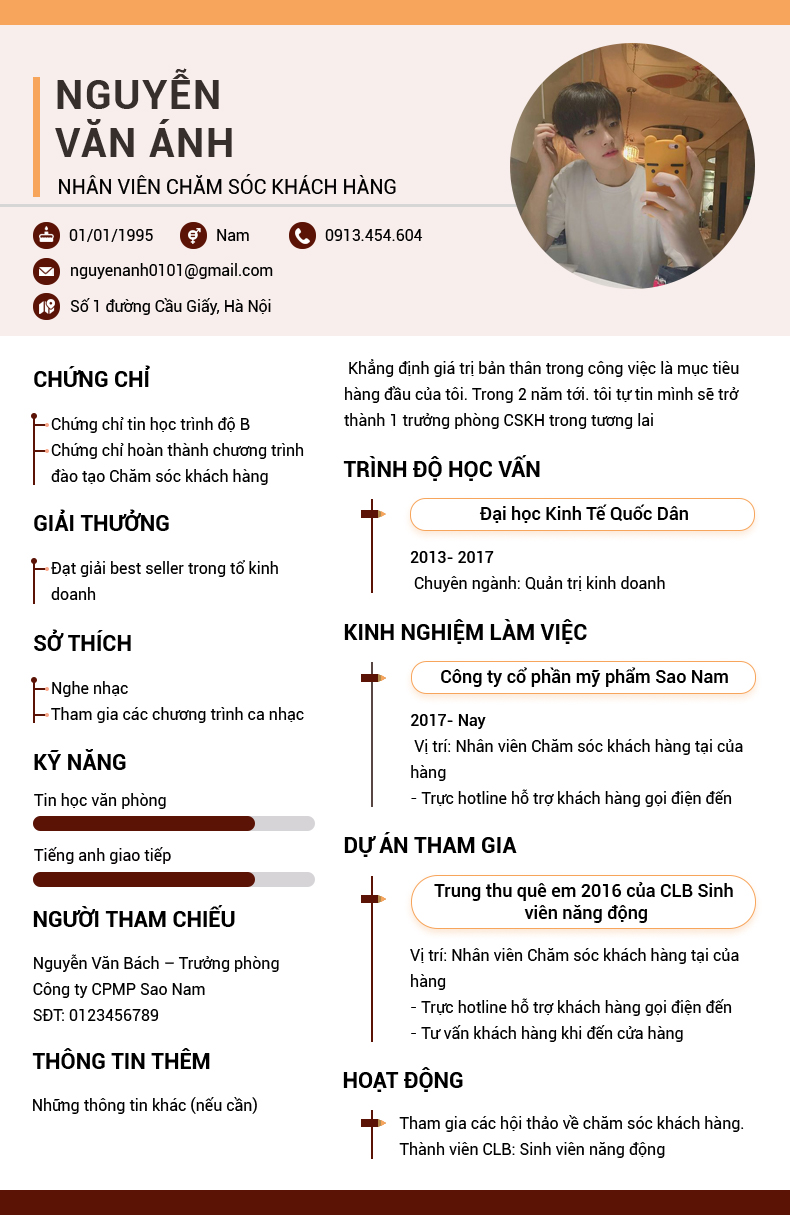 NGUYỄN
VĂN ÁNH
NHÂN VIÊN CHĂM SÓC KHÁCH HÀNG
01/01/1995 Nam 0913.454.604
nguyenanh0101@gmail.com
Số 1 đường Cầu Giấy, Hà Nội
CHỨNG CHỈ
Chứng chỉ tin học trình độ B
Chứng chỉ hoàn thành chương trình
đào tạo Chăm sóc khách hàng
GIẢI THƯỞNG
Đạt giải best seller trong tố kinh
doanh
SỞ THÍCH
Nghe nhạc
Tham gia các chương trình ca nhạc
KỸ NĂNG
Tin học văn phòng
Tiếng anh giao tiếp
NGƯỜI THAM CHIẾU
Nguyễn Văn Bách – Trưởng phòng
Công ty CPMP Sao Nam
SĐT: 0123456789
THÔNG TIN THÊM
Những thông tin khác (nếu cần)
Khẳng định giá trị bản thân trong công việc là mục tiêu
hàng đầu của tôi. Trong 2 năm tới. tôi tự tin mình sẽ trở
thành 1 trưởng phòng CSKH trong tương lai
TRÌNH ĐỘ HỌC VẤN
Đại học Kinh Tế Quốc Dân
2013- 2017
Chuyên ngành: Quản trị kinh doanh
KINH NGHIỆM LÀM VIỆC
Công ty cổ phần mỹ phẩm Sao Nam
2017- Nay
Vị trí: Nhân viên Chăm sóc khách hàng tại của
hàng
- Trực hotline hỗ trợ khách hàng gọi điện đến
DỰ ÁN THAM GIA
Trung thu quê em 2016 của CLB Sinh
viên năng động
Vị trí: Nhân viên Chăm sóc khách hàng tại của
hàng
- Trực hotline hỗ trợ khách hàng gọi điện đến
- Tư vấn khách hàng khi đến cửa hàng
HOẠT ĐỘNG
Tham gia các hội thảo về chăm sóc khách hàng.
Thành viên CLB: Sinh viên năng động